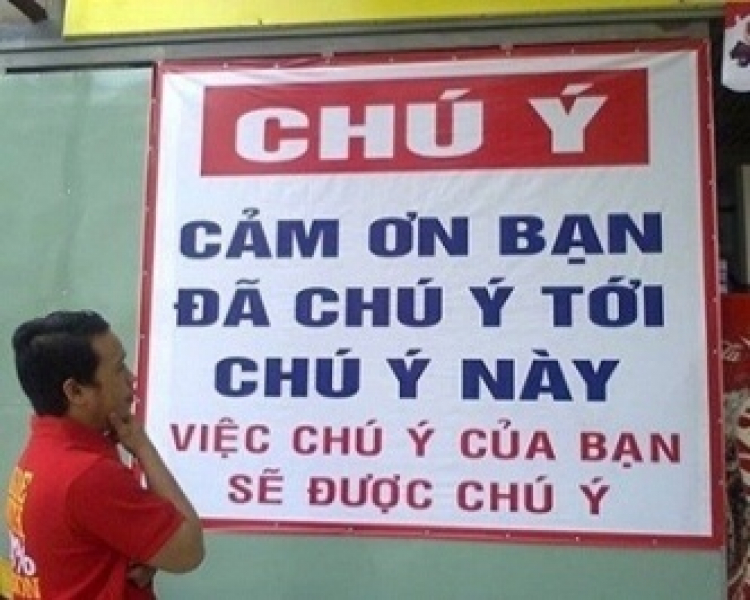 CHÚ Ý
CẢM ƠN BẠN
ĐÃ CHÚ Ý TỚI
CHÚ Ý NÀY
VIỆC CHÚ Ý CỦA BẠN
SẼ ĐƯỢC CHÚ Ý